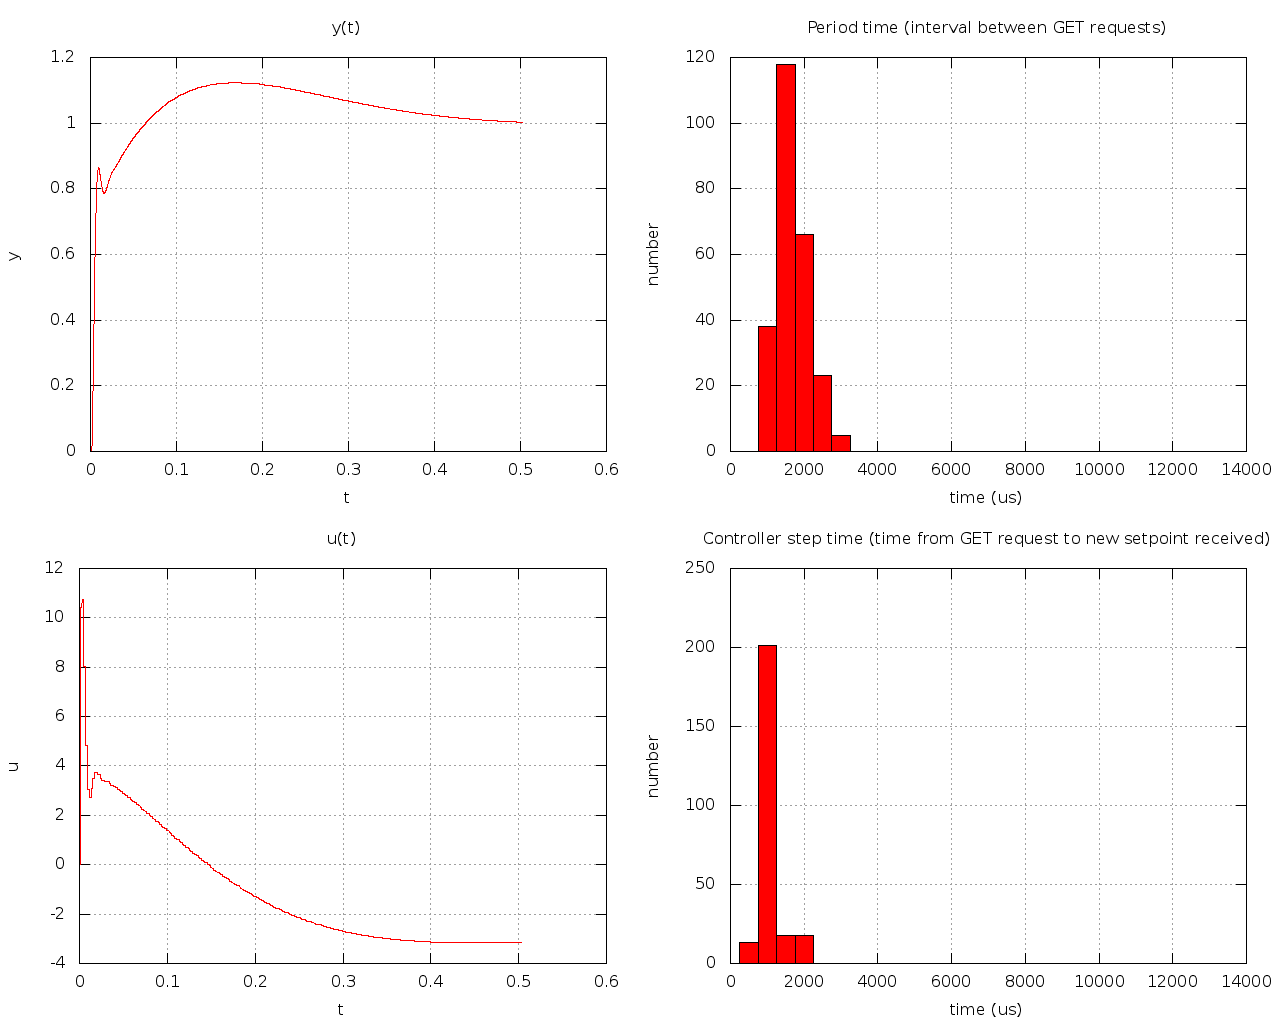 y(t)
1.2
1
0.8
0.6
0.4
0.2
0
y
0 0.1 0.2 0.3 0.4 0.5 0.6
t
Period time (interval between GET requests)
120
100
80
60
40
20
0
number
0 2000 4000 6000 8000 10000 12000 14000
time (us)
u(t)
12
10
8
6
4
2
0
-2
-4
u
0 0.1 0.2 0.3 0.4 0.5 0.6
t
Controller step time (time from GET request to new setpoint received)
250
200
150
100
50
0
number
0 2000 4000 6000 8000 10000 12000 14000
time (us)